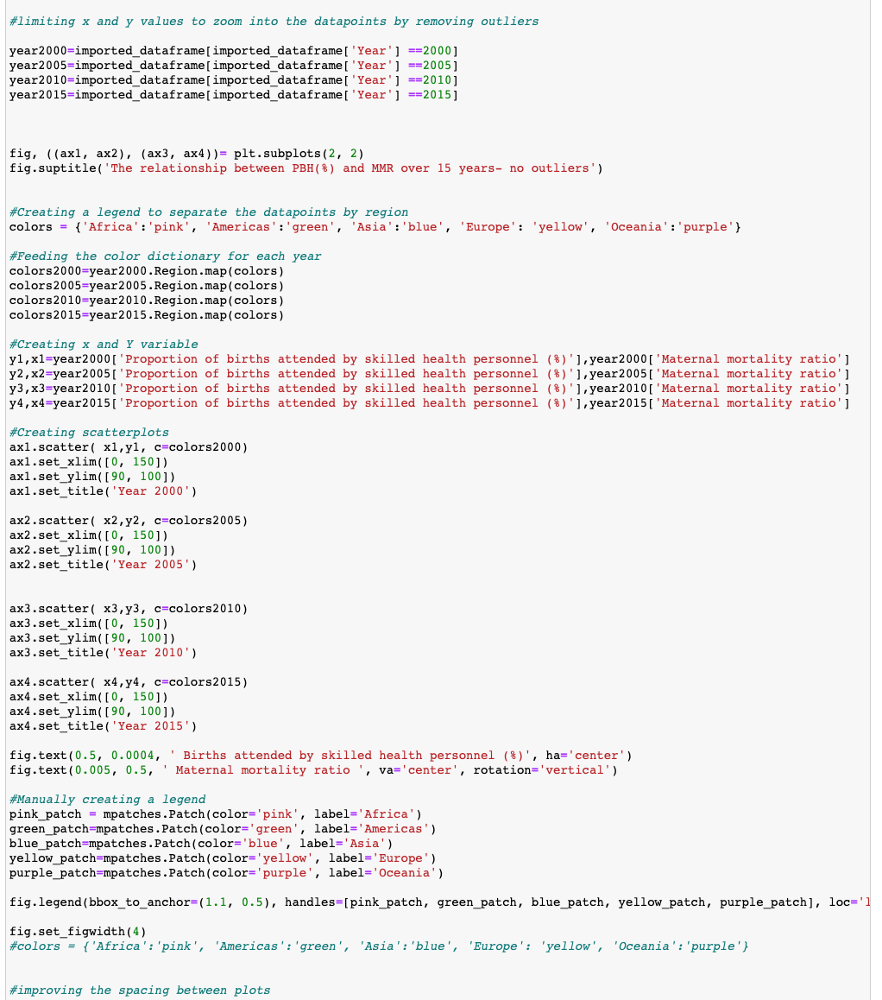 #limiting x and y values to zoom into the datapoints by removing outliers
year2000=imported_dataframe[imported_dataframe['Year'] ==2000]
year2005=imported_dataframe[imported_dataframe['Year'] ==2005]
year2010=imported_dataframe[imported_dataframe['Year'] ==2010]
year2015=imported_dataframe[imported_dataframe['Year'] ==2015]
fig, ((ax1, ax2), (ax3, ax4))= plt.subplots(2, 2)
fig.suptitle('The relationship between PBH(%) and MMR over 15 years- no outliers')
#Creating a legend to separate the datapoints by region
colors = {'Africa':'pink', 'Americas':'green', 'Asia':'blue', 'Europe': 'yellow', 'Oceania':'purple'}
#Feeding the color dictionary for each year
colors2000=year2000.Region.map(colors)
colors2005=year2005.Region.map(colors)
colors2010=year2010.Region.map(colors)
colors2015=year2015.Region.map(colors)
#Creating x and Y variable
y1,x1=year2000['Proportion of births attended by skilled health personnel (%)'],year2000['Maternal mortality ratio']
y2,x2=year2005['Proportion of births attended by skilled health personnel (%)'],year2005['Maternal mortality ratio']
y3,x3=year2010['Proportion of births attended by skilled health personnel (%)'],year2010['Maternal mortality ratio']
y4,x4=year2015['Proportion of births attended by skilled health personnel (%)'],year2015['Maternal mortality ratio']
#Creating scatterplots
ax1.scatter( x1,y1, c=colors2000)
ax1.set_xlim([0, 150])
ax1.set_ylim([90, 100])
ax1.set_title('Year 2000')
ax2.scatter( x2,y2, c=colors2005)
ax2.set_xlim([0, 150])
ax2.set_ylim([90, 100])
ax2.set_title('Year 2005')
ax3.scatter( x3,y3, c=colors2010)
ax3.set_xlim([0, 150])
ax3.set_ylim([90, 100])
ax3.set_title('Year 2010')
ax4.scatter( x4,y4, c=colors2015)
ax4.set_xlim([0, 150])
ax4.set_ylim([90, 100])
ax4.set_title('Year 2015')
fig.text(0.5, 0.0004, ' Births attended by skilled health personnel (%)', ha='center')
fig.text(0.005, 0.5, ' Maternal mortality ratio ', va='center', rotation='vertical')
#Manually creating a legend
pink_patch = mpatches.Patch(color='pink', label='Africa')
green_patch=mpatches.Patch(color='green', label='Americas')
blue_patch=mpatches.Patch(color='blue', label='Asia')
yellow_patch=mpatches.Patch(color='yellow', label='Europe')
purple_patch=mpatches.Patch(color='purple', label='Oceania')
fig.legend(bbox_to_anchor=(1.1, 0.5), handles=[pink_patch, green_patch, blue_patch, yellow_patch, purple_patch], loc='
fig.set_figwidth(4)
#colors = {'Africa':'pink', 'Americas':'green', 'Asia':'blue', 'Europe': 'yellow', 'Oceania':'purple'}
#improving the spacing between plots